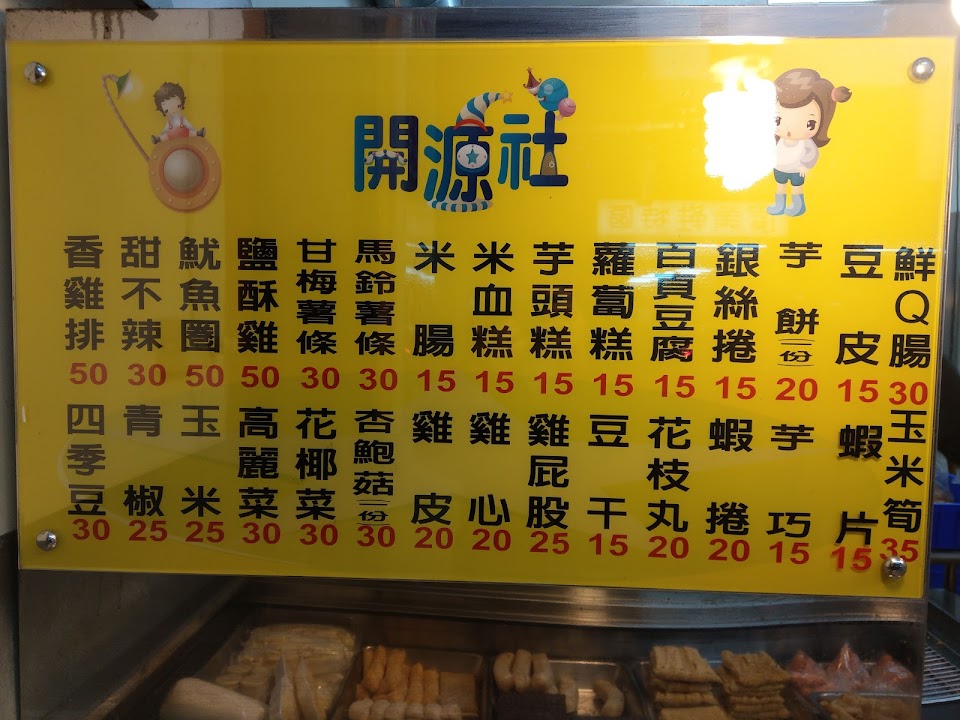 開源社
香雞排 50
甜不辣 30
魷魚圈 50
鹽酥雞 50
甘梅薯條 30
馬鈴薯條 30
米腸 15
米血糕 15
芋頭糕 15
蘿蔔糕 15
百頁豆腐 15
銀絲捲 15
芋餅(一份) 20
豆皮 15
鮮Q腸 30
四季豆 30
青椒 25
玉米 25
高麗菜 30
花椰菜 30
杏鮑菇(一份) 30
雞皮 20
雞心 20
雞屁股 25
豆干 15
花枝丸 20
蝦捲 20
芋巧 15
蝦片 15
玉米筍 35